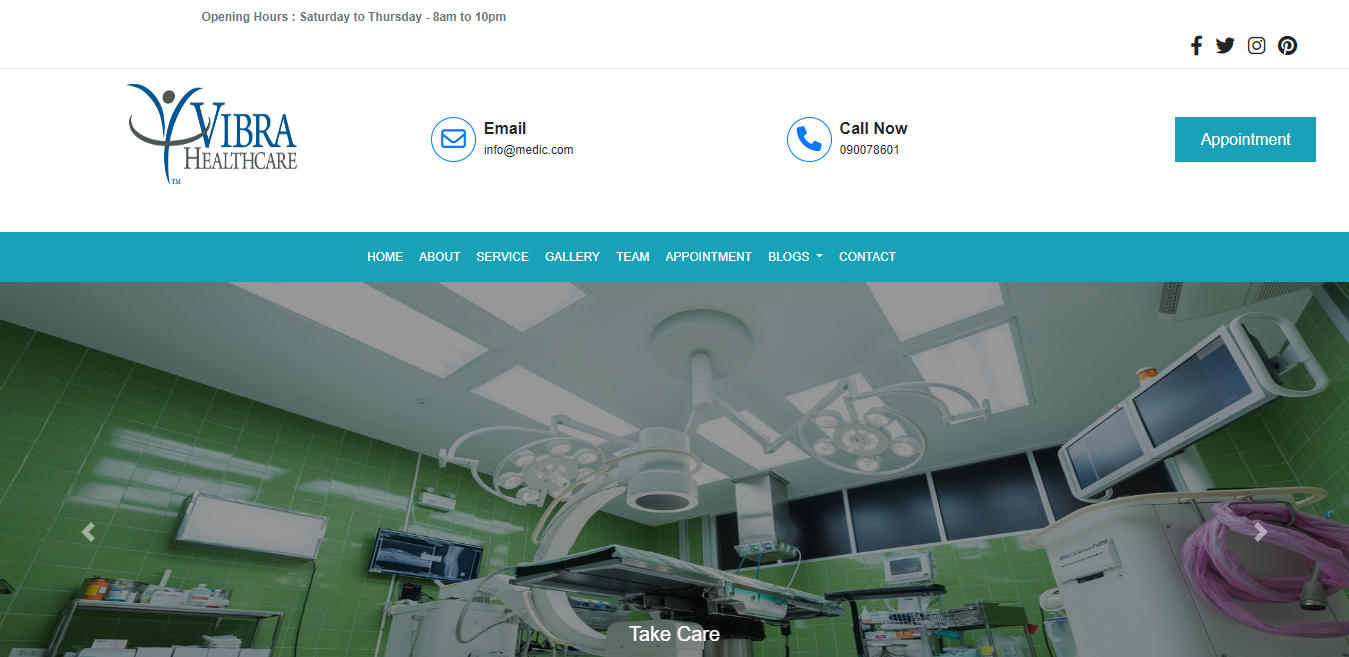 Opening Hours : Saturday to Thursday - 8am to 10pm
VIBRA
HEALTHCARE
TM
Email
info@medic.com
Call Now
090078601
Appointment
HOME ABOUT SERVICE GALLERY TEAM APPOINTMENT BLOGS CONTACT
Take Care